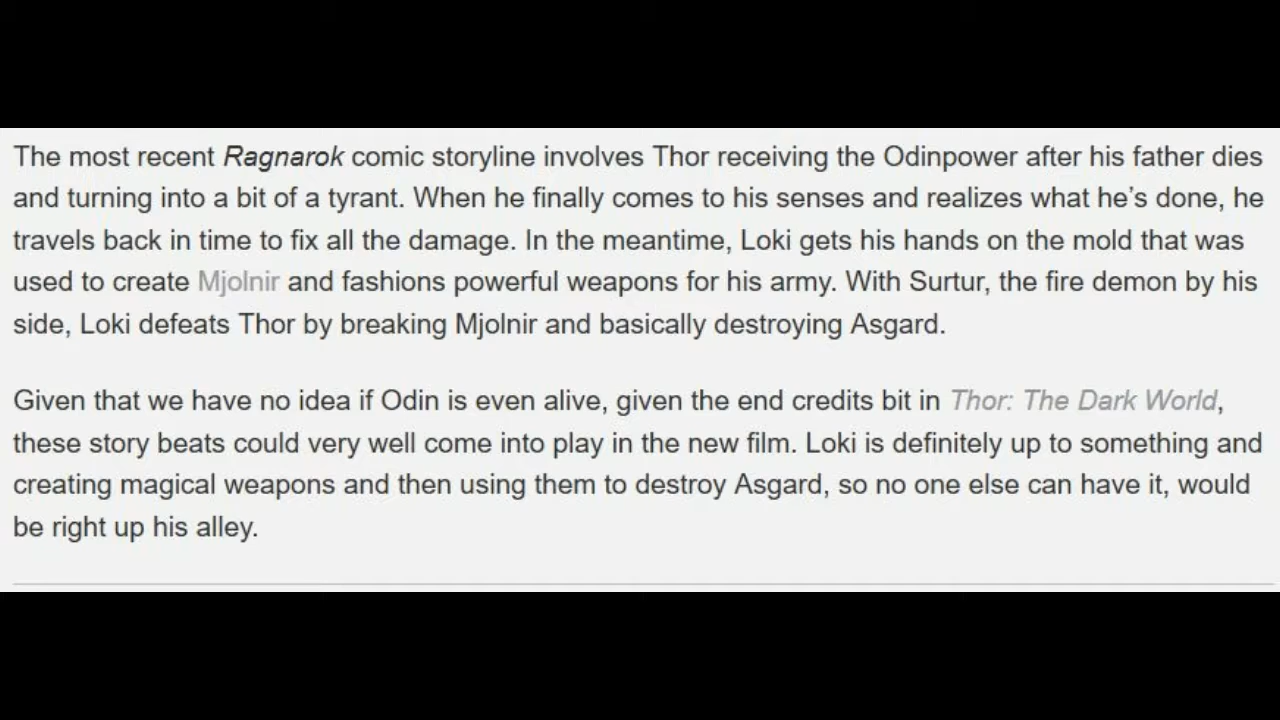 The most recent Ragnarok comic storyline involves Thor receiving the Odinpower after his father dies
and turning into a bit of a tyrant. When he finally comes to his senses and realizes what he’s done, he
travels back in time to fix all the damage. In the meantime, Loki gets his hands on the mold that was
used to create Mjolnir and fashions powerful weapons for his army. With Surtur, the fire demon by his
side, Loki defeats Thor by breaking Mjolnir and basically destroying Asgard.
Given that we have no idea if Odin is even alive, given the end credits bit in Thor: The Dark World,
these story beats could very well come into play in the new film. Loki is definitely up to something and
creating magical weapons and then using them to destroy Asgard, so no one else can have it, would
be right up his alley.